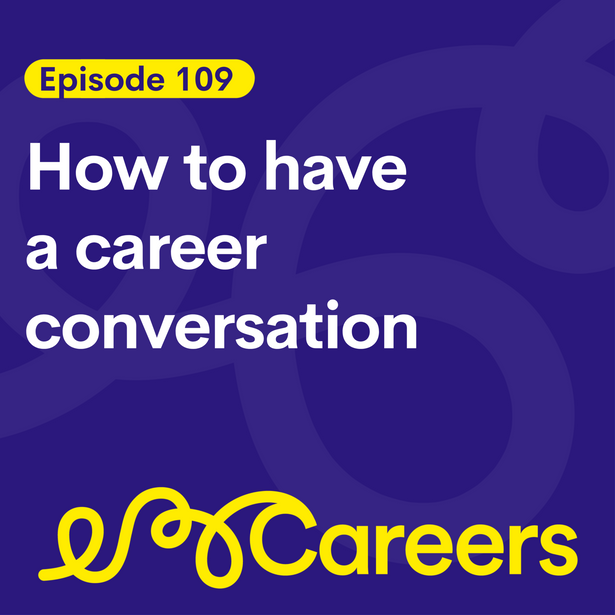 Episode 109
How to have
a career
conversation
Careers